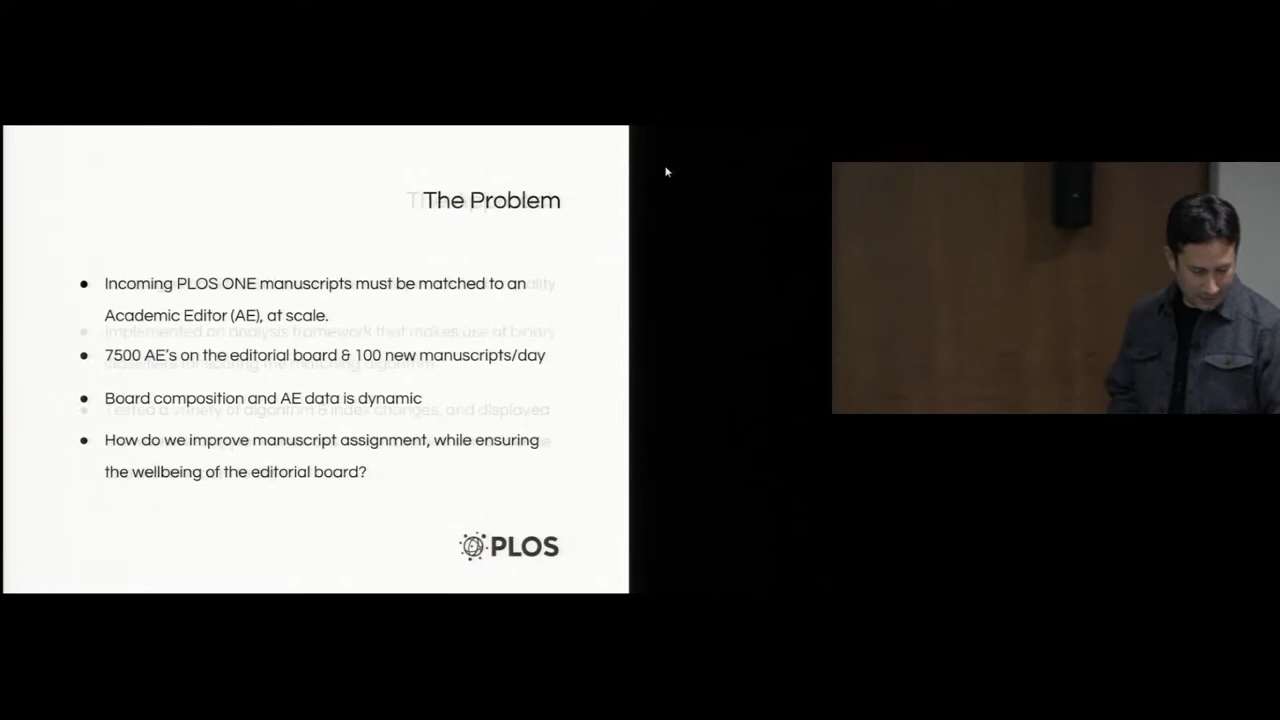 The Problem
● Incoming PLOS ONE manuscripts must be matched to an
Academic Editor (AE), at scale.
● 7500 AE's on the editorial board & 100 new manuscripts/day
● Board composition and AE data is dynamic
● How do we improve manuscript assignment, while ensuring
the wellbeing of the editorial board?
PLOS